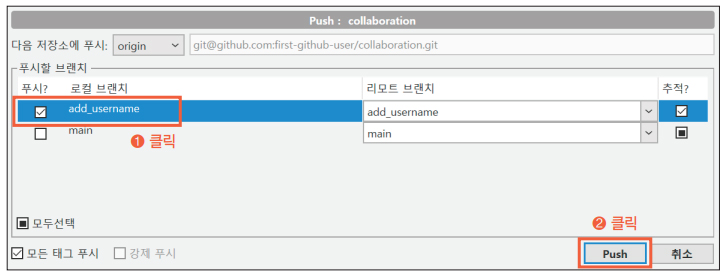 Push : collaboration
다음 저장소에 푸시: origin git@github.com:first-github-user/collaboration.git
푸시할 브랜치
푸시? 로컬 브랜치 리모트 브랜치 추적?
add_username add_username
main main
❶ 클릭
모두선택
❷ 클릭
모든 태그 푸시 강제 푸시 Push 취소